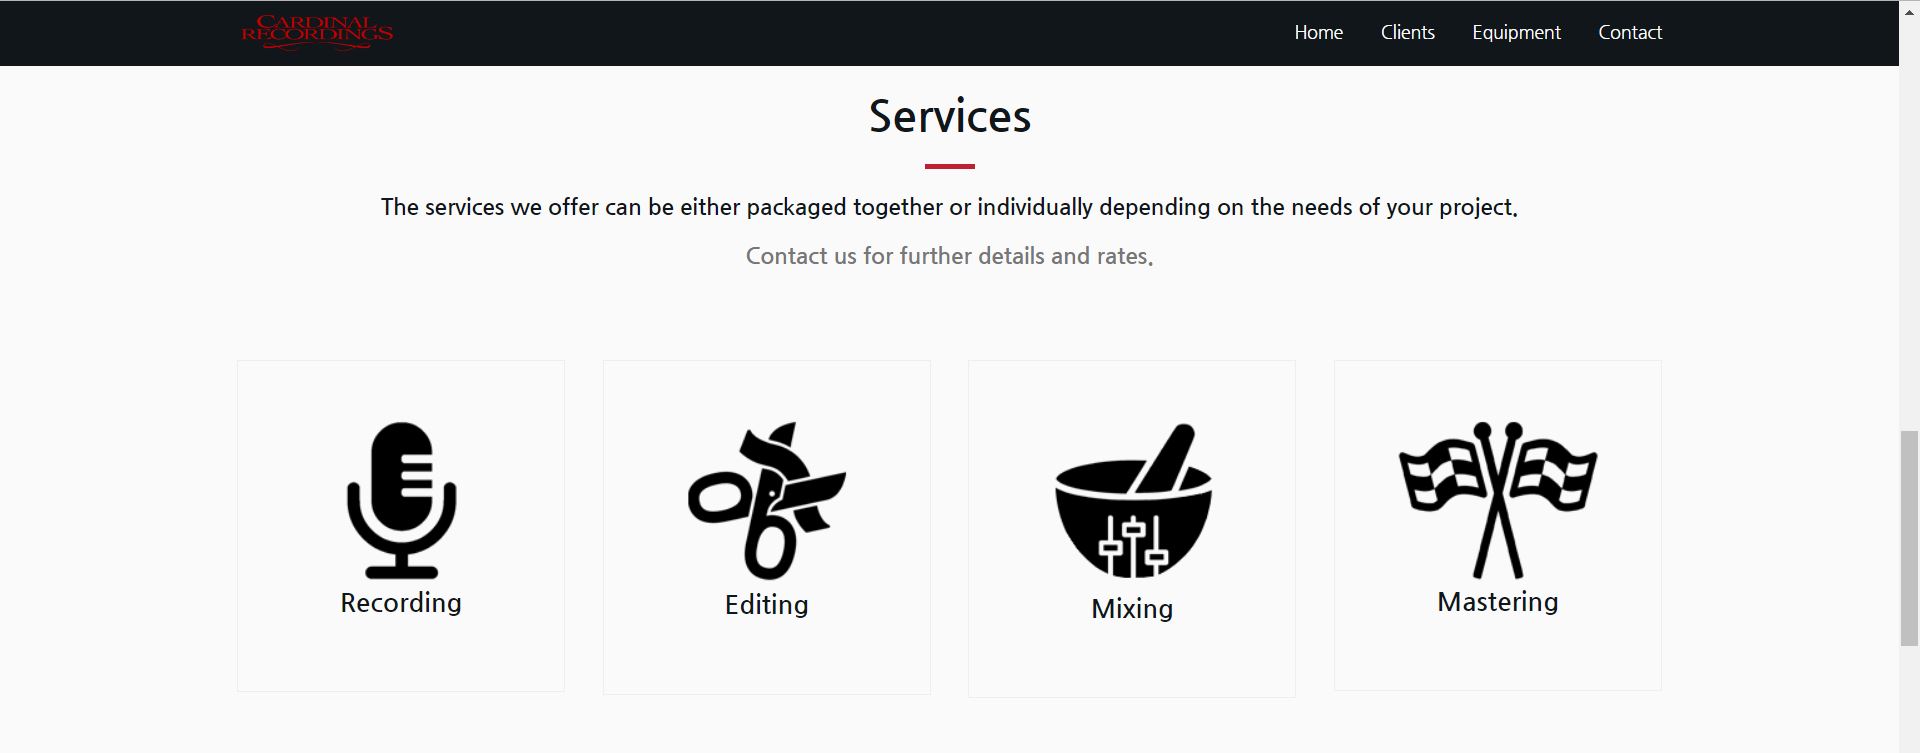 CARDINAL
RECORDINGS
Home Clients Equipment Contact
Services
The services we offer can be either packaged together or individually depending on the needs of your project.
Contact us for further details and rates.
Recording
Editing
Mixing
Mastering